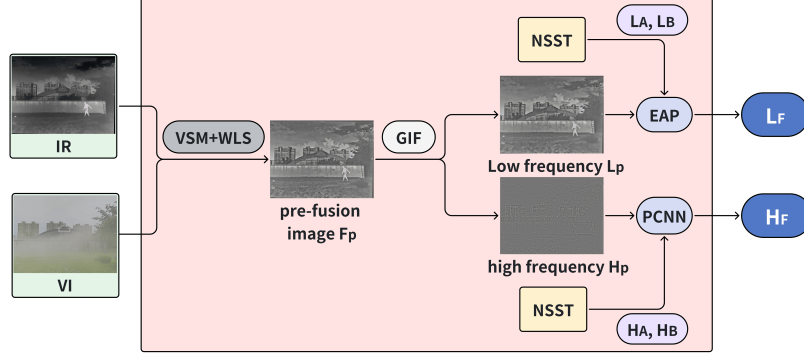 LA, LB
NSST
IR
VSM+WLS
GIF
EAP
LF
Low frequency Lp
pre-fusion
image Fp
PCNN
HF
VI
high frequency Hp
NSST
HA, HB